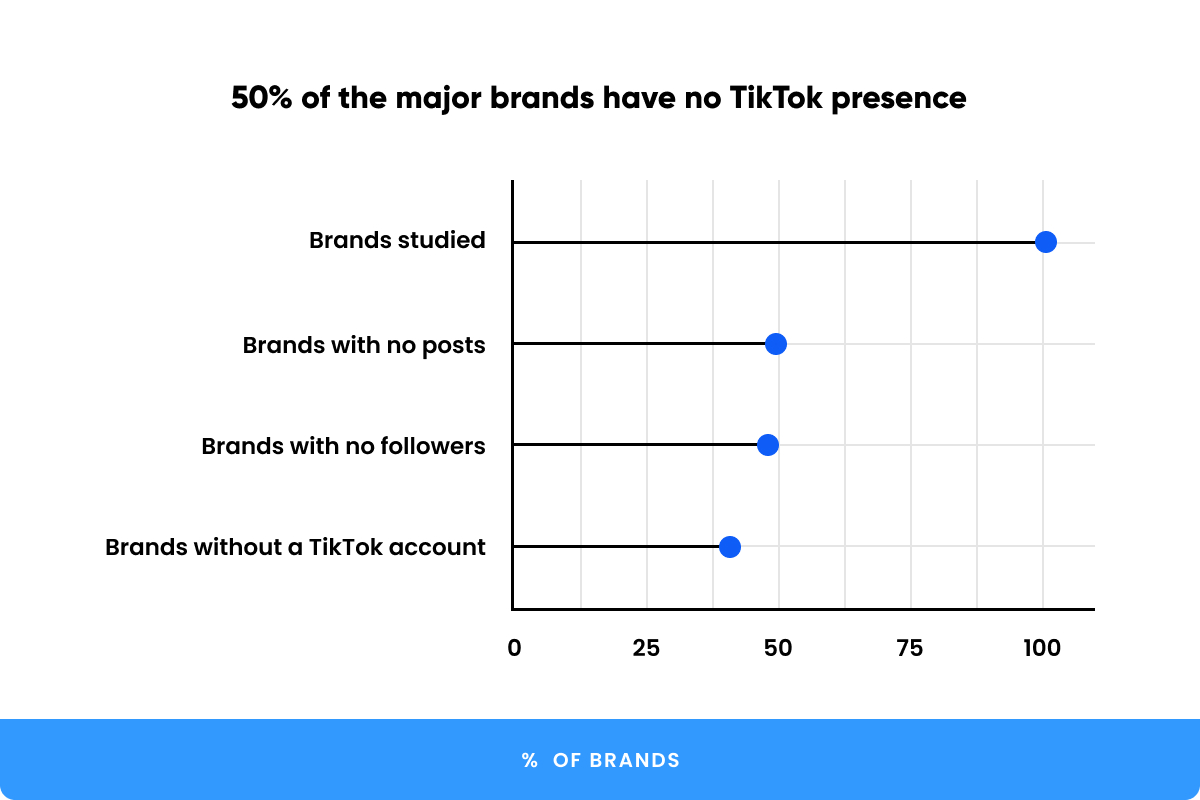 50% of the major brands have no TikTok presence
Brands studied
Brands with no posts
Brands with no followers
Brands without a TikTok account
0 25 50 75 100
% OF BRANDS